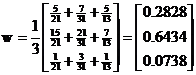 w = 1/3 [ 5/21 + 7/31 + 5/13 ] = [ 0.2828 ]
[ 15/21 + 21/31 + 7/13 ] [ 0.6434 ]
[ 1/21 + 3/31 + 1/13 ] [ 0.0738 ]